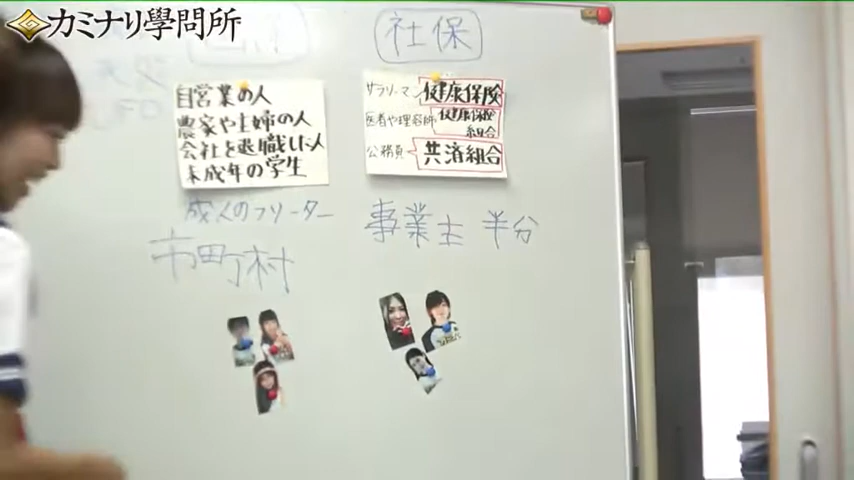 カミナリ學問所
社保
自営業の人
農家や主婦の人
会社を退職した人
未成年の学生
サラリーマン 健康保険
医者や理容師 健康保険組合
公務員 共済組合
成人のフリーター
市町村
事業主 半分